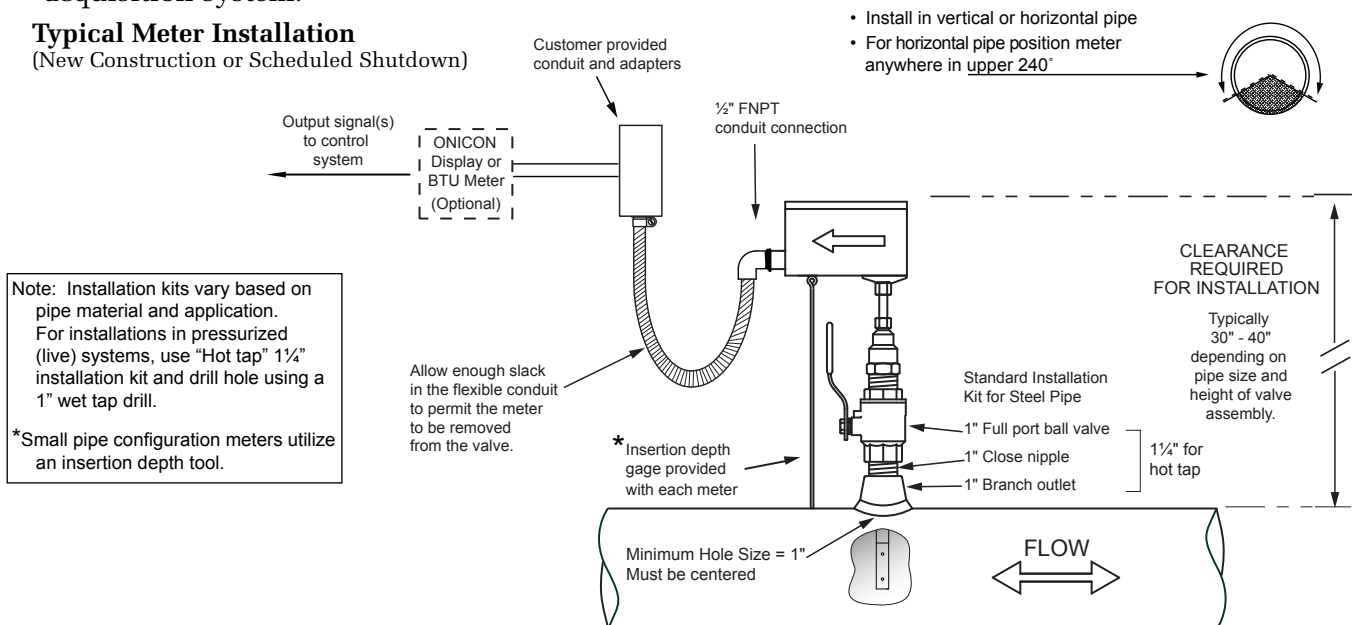 acquisition system.
Typical Meter Installation
(New Construction or Scheduled Shutdown)
• Install in vertical or horizontal pipe
• For horizontal pipe position meter
anywhere in upper 240°
Customer provided
conduit and adapters
½" FNPT
conduit connection
Output signal(s)
to control
system
ONICON
Display or
BTU Meter
(Optional)
CLEARANCE
REQUIRED
FOR INSTALLATION
Typically
30" - 40"
depending on
pipe size and
height of valve
assembly.
Note: Installation kits vary based on
pipe material and application.
For installations in pressurized
(live) systems, use “Hot tap” 1¼”
installation kit and drill hole using a
1” wet tap drill.
*Small pipe configuration meters utilize
an insertion depth tool.
Allow enough slack
in the flexible conduit
to permit the meter
to be removed
from the valve.
Standard Installation
Kit for Steel Pipe
1" Full port ball valve
1" Close nipple
1" Branch outlet
1¼" for
hot tap
*Insertion depth
gage provided
with each meter
Minimum Hole Size = 1"
Must be centered
FLOW